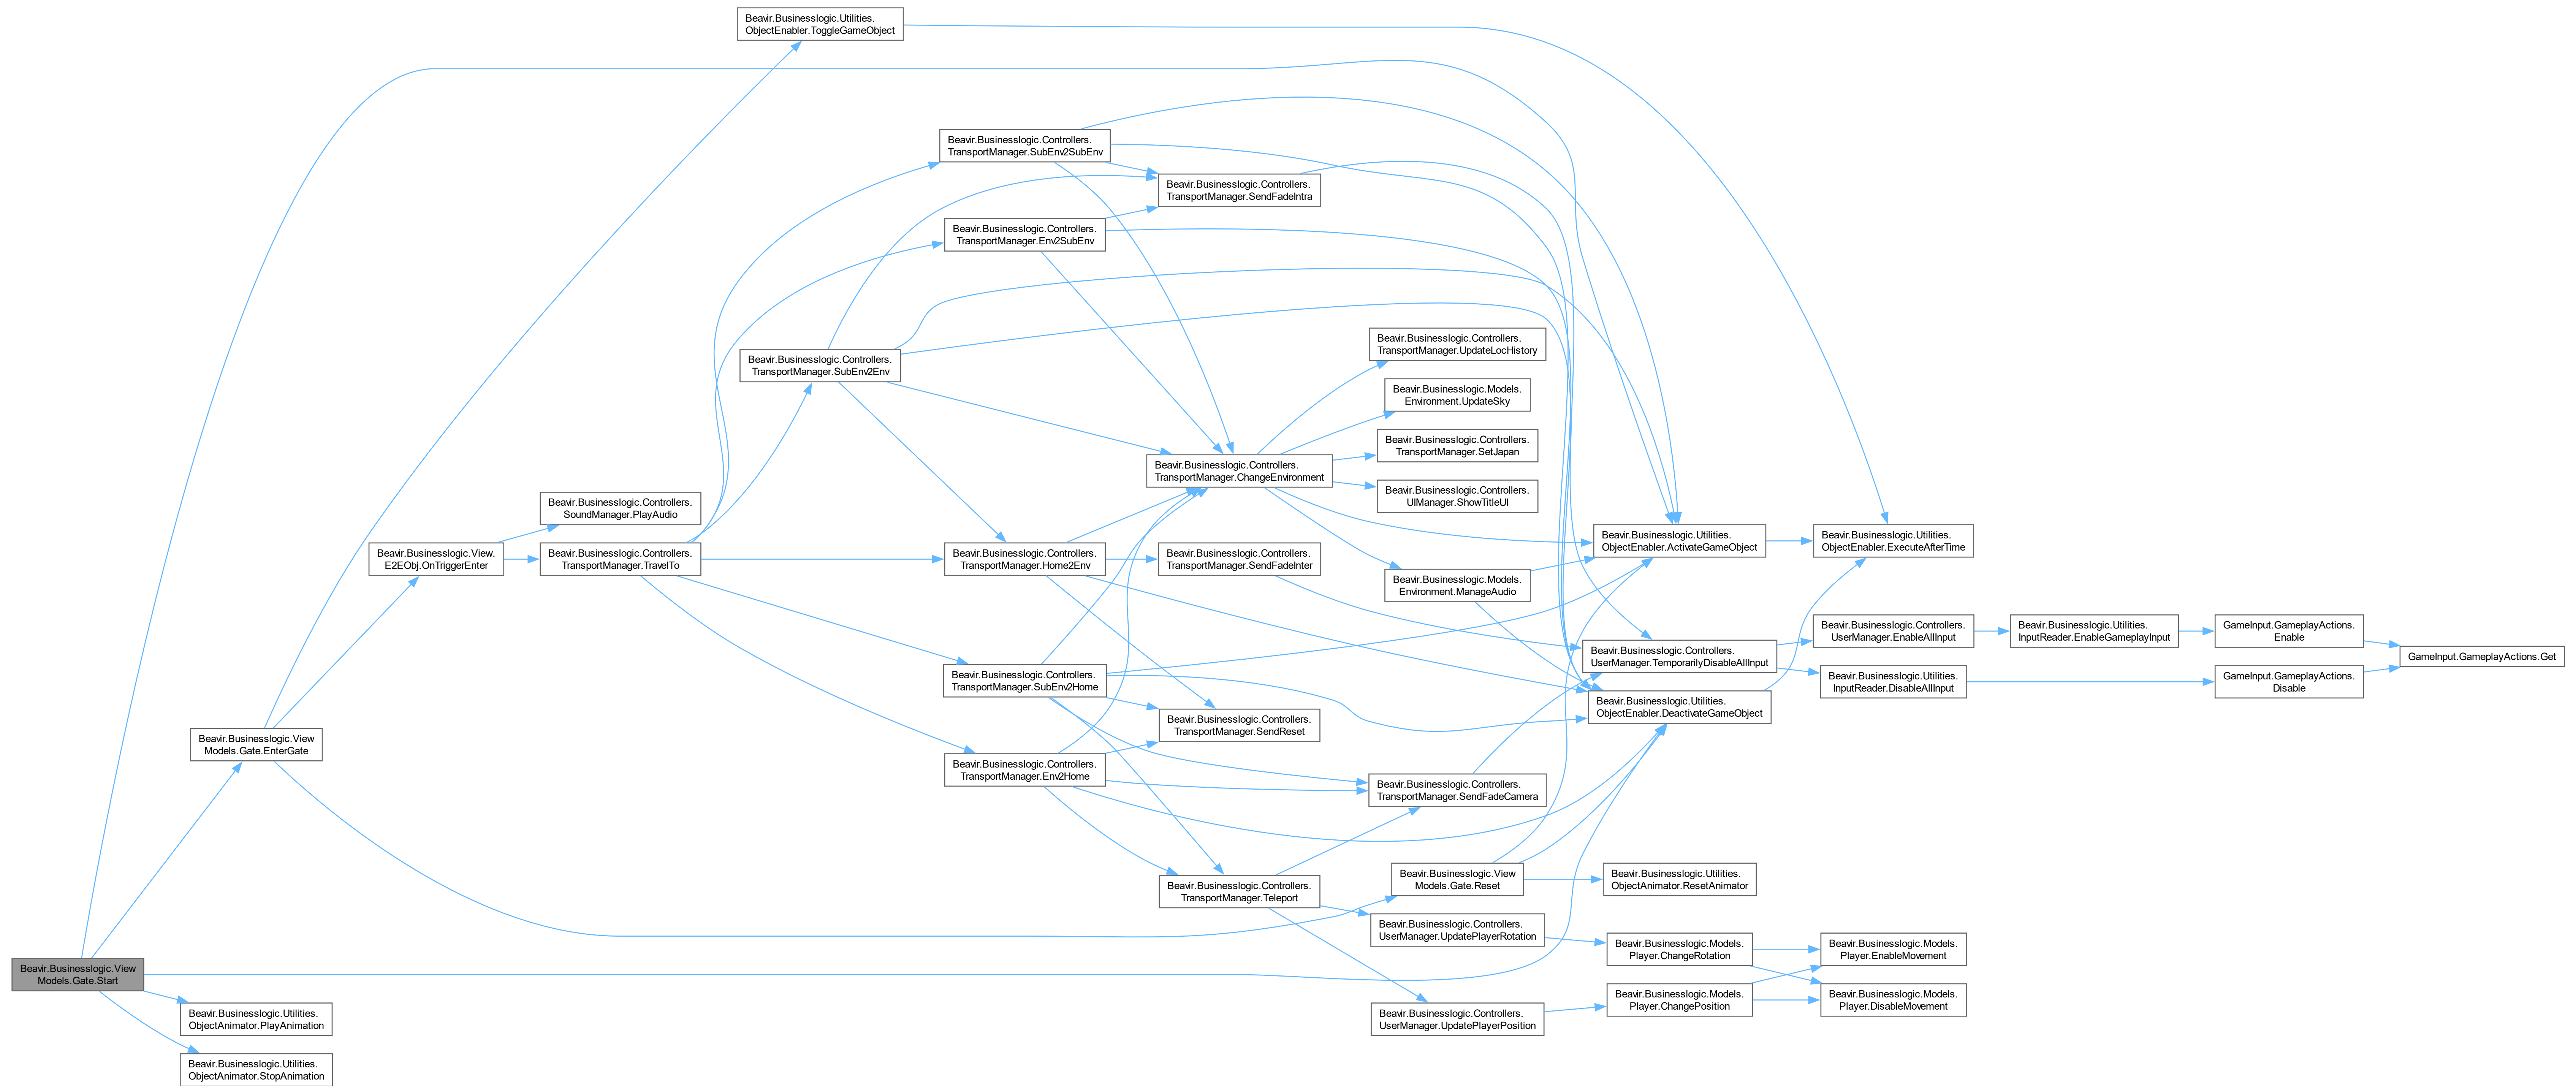 Beavir.Businesslogic.Utilities.
ObjectEnabler.ToggleGameObject
Beavir.Businesslogic.Controllers.
TransportManager.SubEnv2SubEnv
Beavir.Businesslogic.Controllers.
TransportManager.SendFadeIntra
Beavir.Businesslogic.Controllers.
TransportManager.Env2SubEnv
Beavir.Businesslogic.Controllers.
TransportManager.UpdateLocHistory
Beavir.Businesslogic.Controllers.
TransportManager.SubEnv2Env
Beavir.Businesslogic.Models.
Environment.UpdateSky
Beavir.Businesslogic.Controllers.
TransportManager.SetJapan
Beavir.Businesslogic.Controllers.
TransportManager.ChangeEnvironment
Beavir.Businesslogic.Controllers.
UIManager.ShowTitleUI
Beavir.Businesslogic.Controllers.
SoundManager.PlayAudio
Beavir.Businesslogic.Utilities.
ObjectEnabler.ActivateGameObject
Beavir.Businesslogic.Utilities.
ObjectEnabler.ExecuteAfterTime
Beavir.Businesslogic.View.
E2EObj.OnTriggerEnter
Beavir.Businesslogic.Controllers.
TransportManager.TravelTo
Beavir.Businesslogic.Controllers.
TransportManager.Home2Env
Beavir.Businesslogic.Controllers.
TransportManager.SendFadeInter
Beavir.Businesslogic.Models.
Environment.ManageAudio
Beavir.Businesslogic.Controllers.
UserManager.EnableAllInput
Beavir.Businesslogic.Utilities.
InputReader.EnableGameplayInput
GameInput.GameplayActions.
Enable
Beavir.Businesslogic.Controllers.
UserManager.TemporarilyDisableAllInput
GameInput.GameplayActions.Get
Beavir.Businesslogic.Controllers.
TransportManager.SubEnv2Home
Beavir.Businesslogic.Utilities.
InputReader.DisableAllInput
GameInput.GameplayActions.
Disable
Beavir.Businesslogic.Utilities.
ObjectEnabler.DeactivateGameObject
Beavir.Businesslogic.Controllers.
TransportManager.SendReset
Beavir.Businesslogic.View
Models.Gate.EnterGate
Beavir.Businesslogic.Controllers.
TransportManager.Env2Home
Beavir.Businesslogic.Controllers.
TransportManager.SendFadeCamera
Beavir.Businesslogic.Controllers.
TransportManager.Teleport
Beavir.Businesslogic.View
Models.Gate.Reset
Beavir.Businesslogic.Utilities.
ObjectAnimator.ResetAnimator
Beavir.Businesslogic.Controllers.
UserManager.UpdatePlayerRotation
Beavir.Businesslogic.Models.
Player.ChangeRotation
Beavir.Businesslogic.Models.
Player.EnableMovement
Beavir.Businesslogic.View
Models.Gate.Start
Beavir.Businesslogic.Models.
Player.ChangePosition
Beavir.Businesslogic.Models.
Player.DisableMovement
Beavir.Businesslogic.Utilities.
ObjectAnimator.PlayAnimation
Beavir.Businesslogic.Controllers.
UserManager.UpdatePlayerPosition
Beavir.Businesslogic.Utilities.
ObjectAnimator.StopAnimation